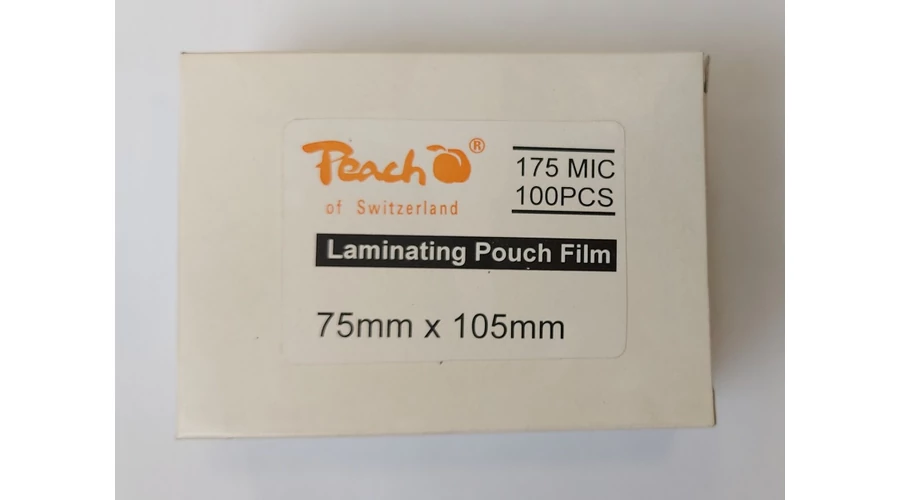 Peach®
of Switzerland
175 MIC
100PCS
Laminating Pouch Film
75mm x 105mm